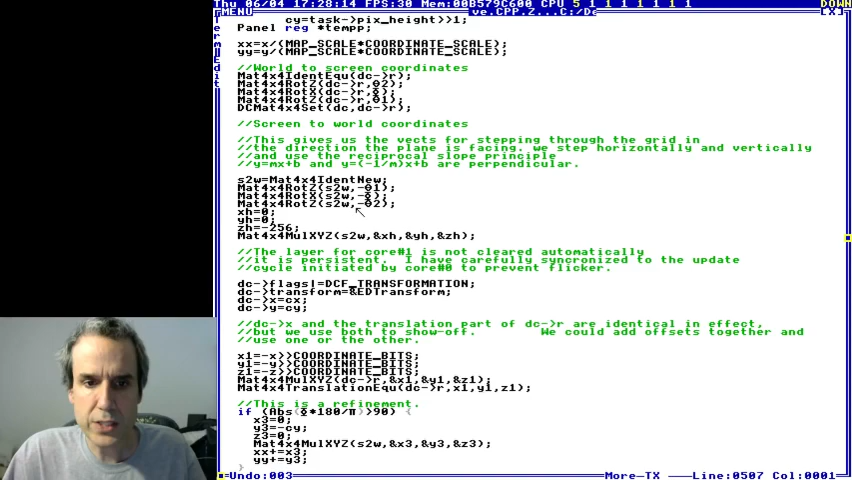 Thu 06/04 17:28:14 FPS:30 Mem:00B579C600 CPU 5 1 1 1 1 1 1 1 DOWN
MENU ve.CPP.Z...C:/De [X]
cy=task->pix_height>>1;
Panel reg *tempp;
xx=x/(MAP_SCALE*COORDINATE_SCALE);
yy=y/(MAP_SCALE*COORDINATE_SCALE);
//World to screen coordinates
Mat4x4IdentEqu(dc->r);
Mat4x4RotZ(dc->r,θ2);
Mat4x4RotX(dc->r,
Mat4x4RotZ(dc->r,θ1);
DCMat4x4Set(dc,dc->r);
//Screen to world coordinates
//This gives us the vects for stepping through the grid in
//the direction the plane is facing. we step horizontally and vertically
//and use the reciprocal slope principle
//y=mx+b and y=(-1/m)x+b are perpendicular.
s2w=Mat4x4IdentNew;
Mat4x4RotZ(s2w,-θ1);
Mat4x4RotX(s2w,
Mat4x4RotZ(s2w,-θ2);
xh=0;
yh=0;
zh=-256;
Mat4x4MulXYZ(s2w,&xh,&yh,&zh);
//The layer for core#1 is not cleared automatically
//it is persistent. I have carefully syncronized to the update
//cycle initiated by core#0 to prevent flicker.
dc->flags|=DCF_TRANSFORMATION;
dc->transform=&EDTransform;
dc->x=cx;
dc->y=cy;
//dc->x and the translation part of dc->r are identical in effect,
//but we use both to show-off. We could add offsets together and
//use one or the other.
x1=-x>>COORDINATE_BITS;
y1=-y>>COORDINATE_BITS;
z1=-z>>COORDINATE_BITS;
Mat4x4MulXYZ(dc->r,&x1,&y1,&z1);
Mat4x4TranslationEqu(dc->r,x1,y1,z1);
//This is a refinement.
if (Abs( *180/π)>90) {
x3=0;
y3=-cy;
z3=0;
Mat4x4MulXYZ(s2w,&x3,&y3,&z3);
xx+=x3;
yy+=y3;
}
Undo:003 More-TX Line:0507 Col:0001